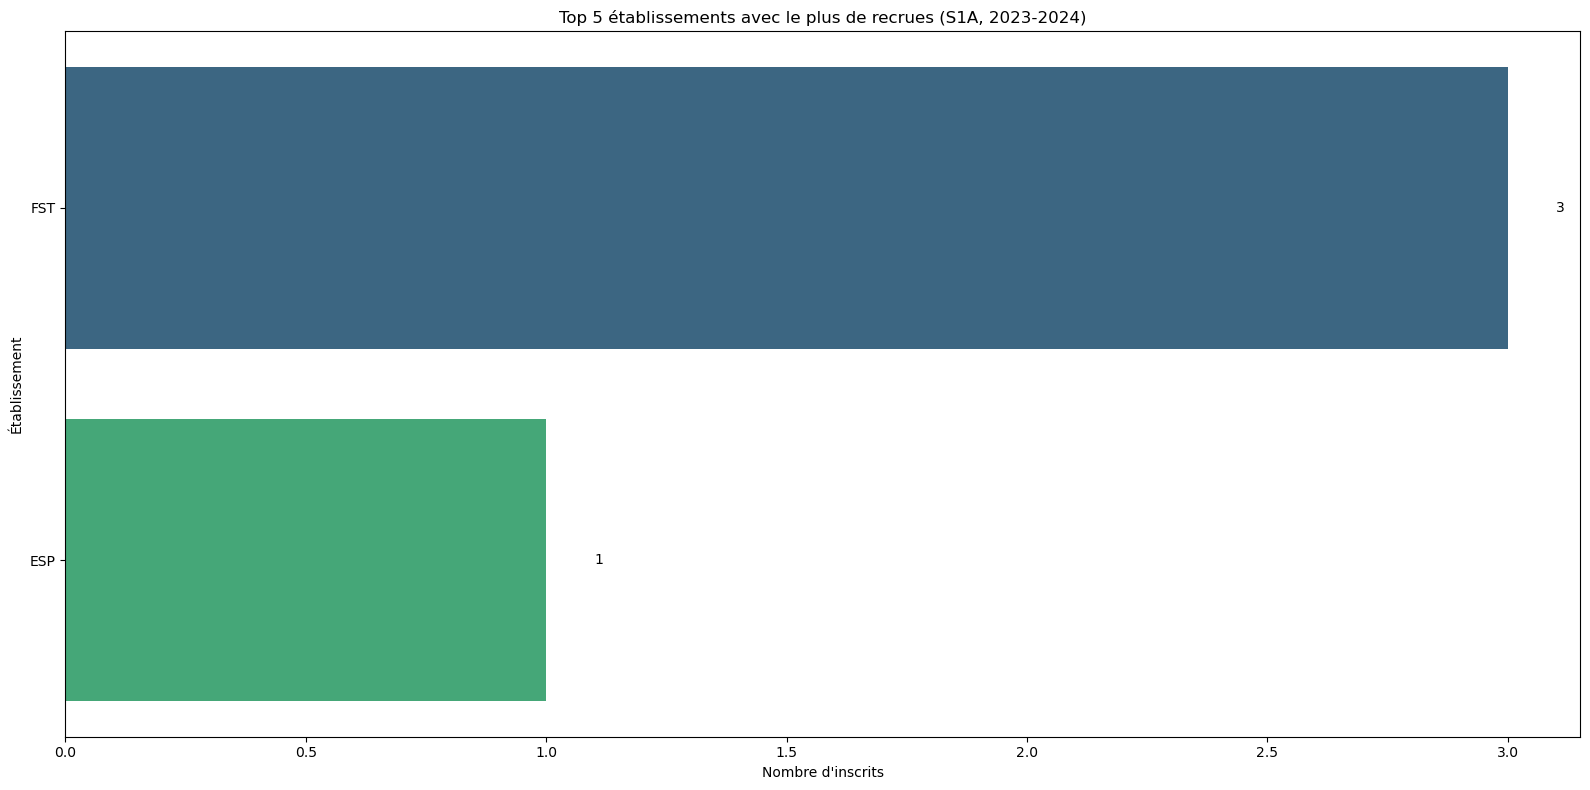 Top 5 établissements avec le plus de recrues (S1A, 2023-2024)
Établissement
FST
3
ESP
1
0.0 0.5 1.0 1.5 2.0 2.5 3.0
Nombre d'inscrits